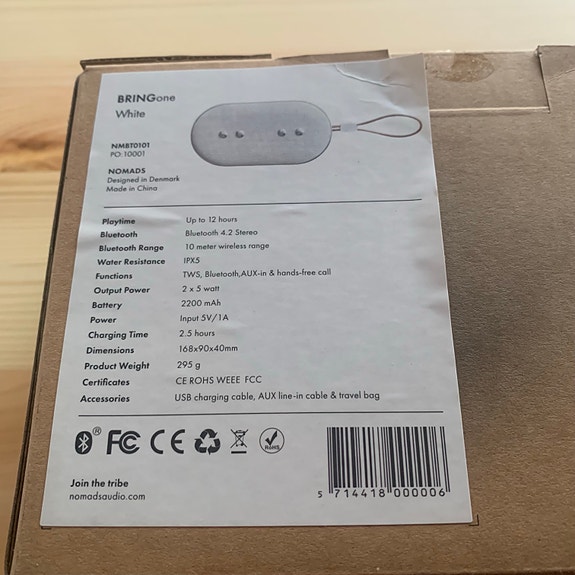 BRINGone
White
NMBT0101
PO: 10001
NOMADS
Designed in Denmark
Made in China
Playtime Up to 12 hours
Bluetooth Bluetooth 4.2 Stereo
Bluetooth Range 10 meter wireless range
Water Resistance IPX5
Functions TWS, Bluetooth,AUX-in & hands-free call
Output Power 2 x 5 watt
Battery 2200 mAh
Power Input 5V/1A
Charging Time 2.5 hours
Dimensions 168x90x40mm
Product Weight 295 g
Certificates CE ROHS WEEE FCC
Accessories USB charging cable, AUX line-in cable & travel bag
® FC CE RoHS
Join the tribe
nomadsaudio.com
5 714418 000006